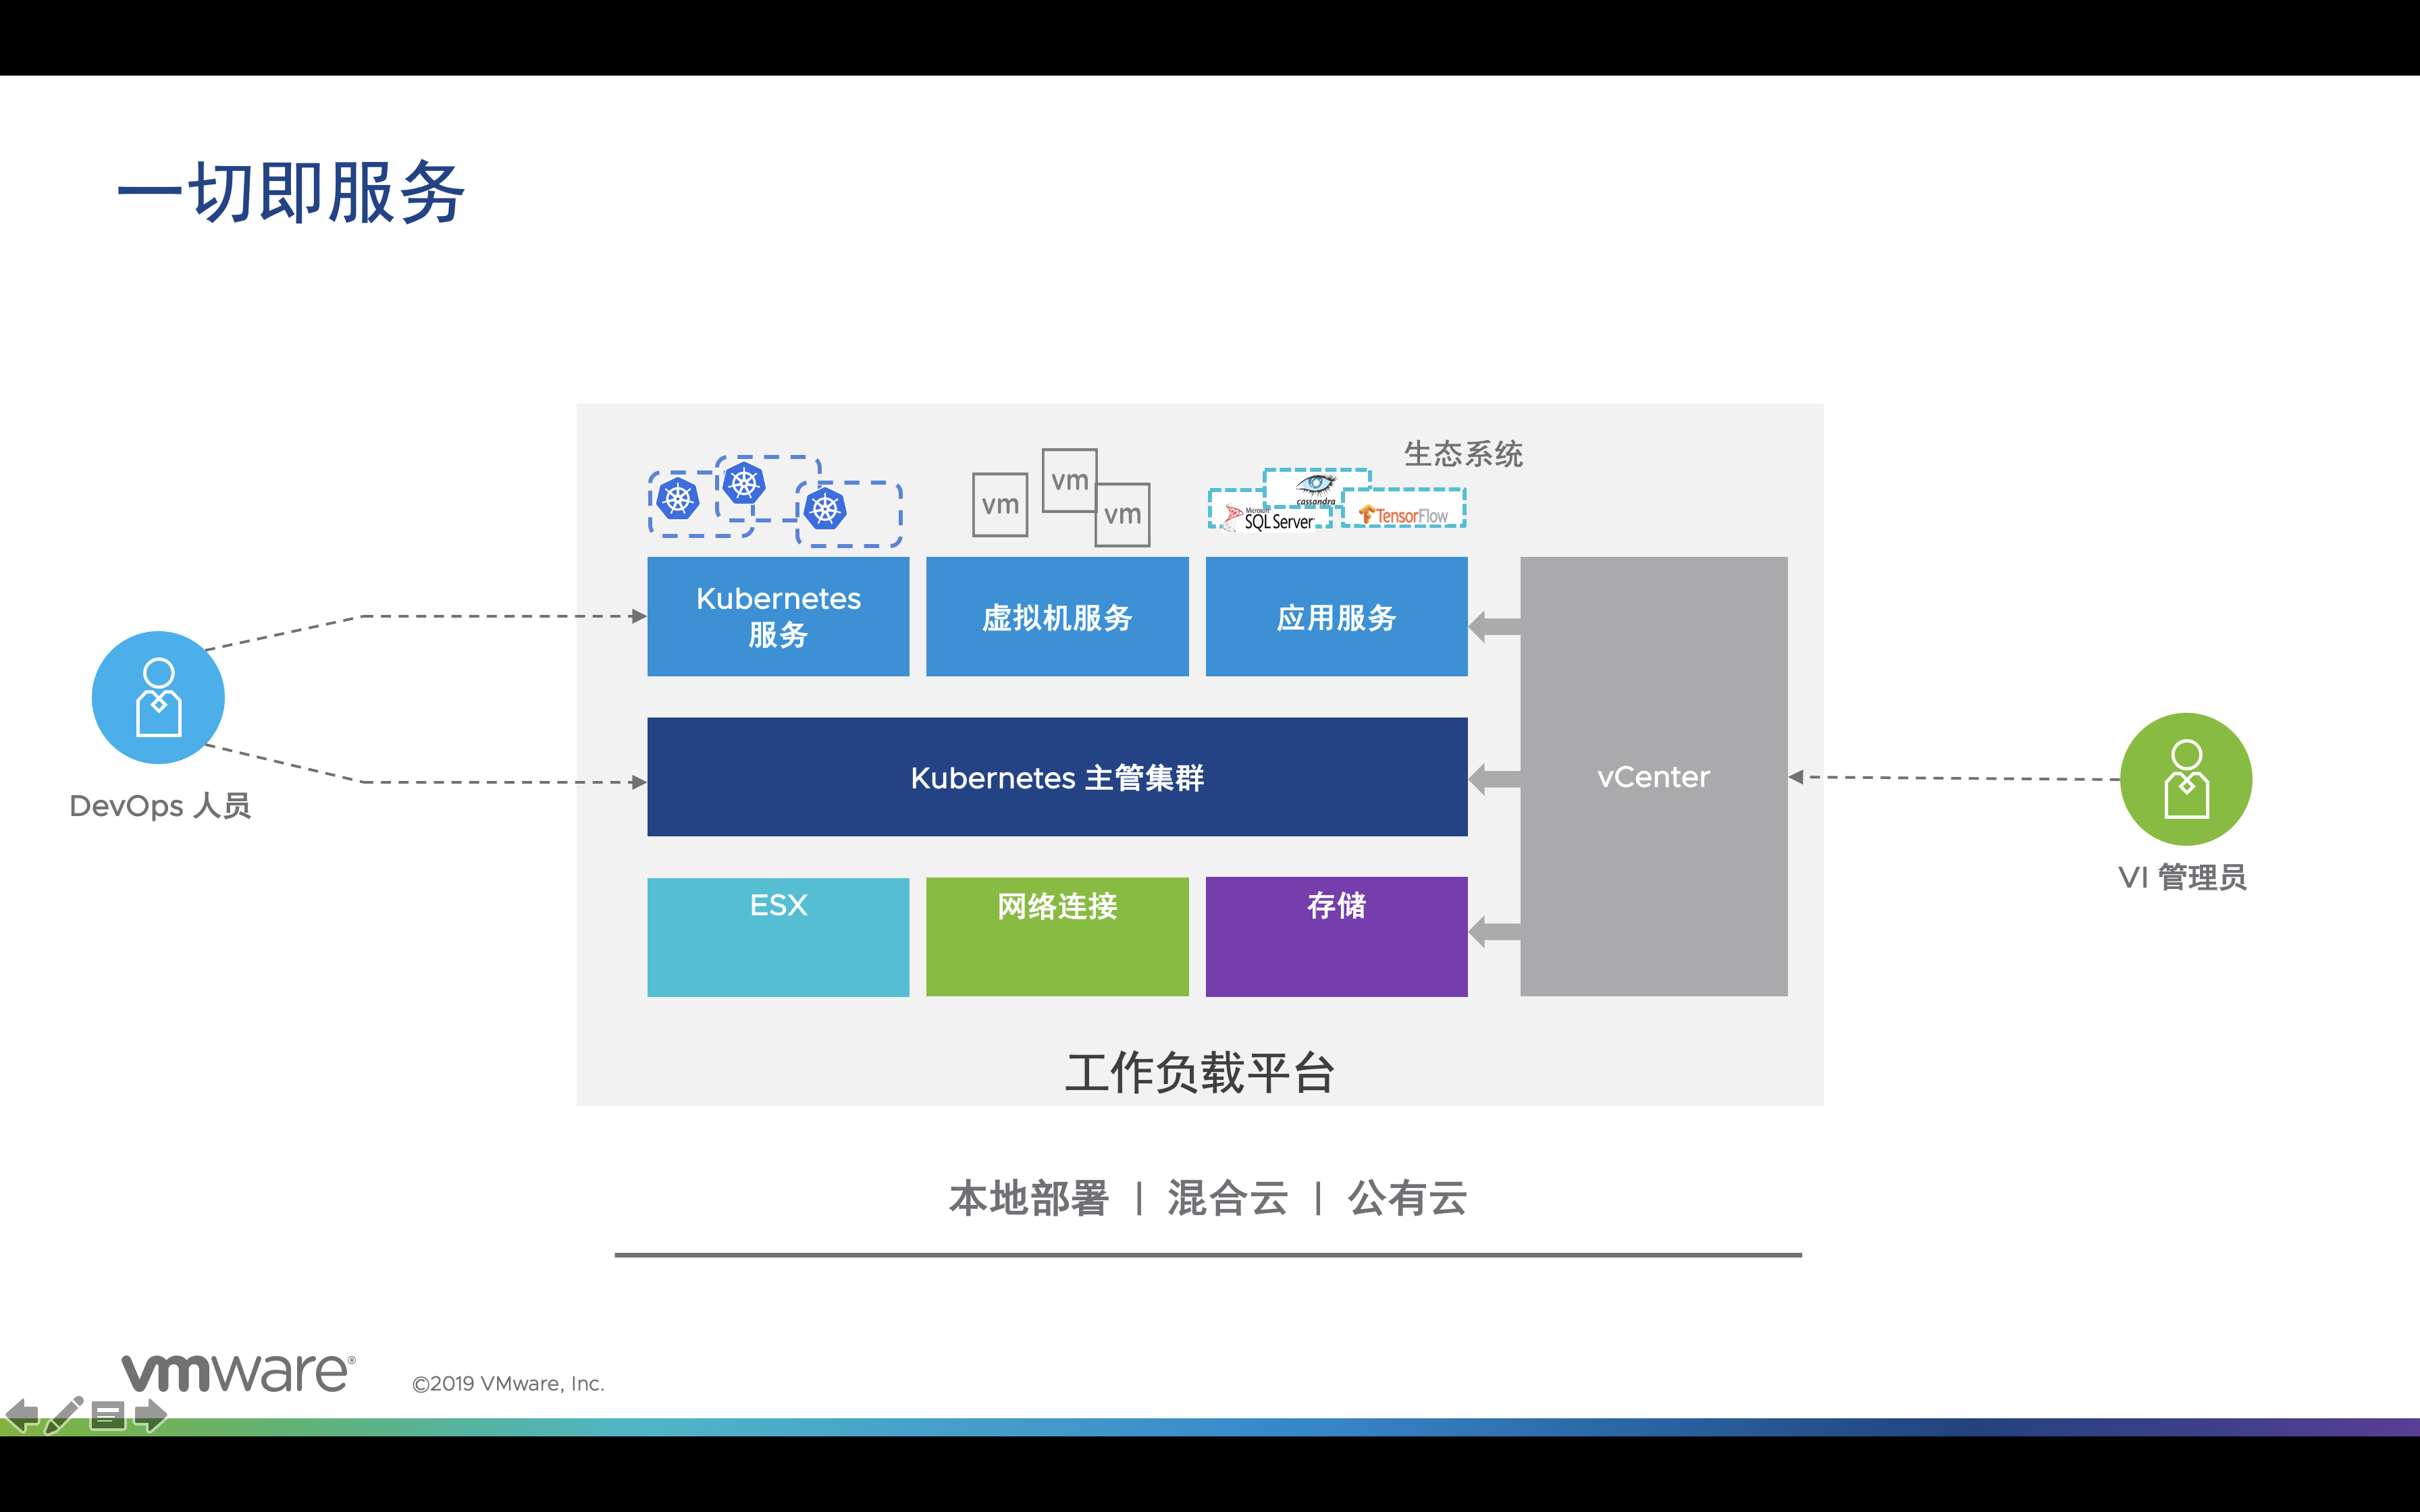 一切即服务
生态系统
vm
vm
vm
cassandra
Microsoft
SQL Server
TensorFlow
Kubernetes
服务
虚拟机服务
应用服务
DevOps 人员
Kubernetes 主管集群
vCenter
VI 管理员
ESX
网络连接
存储
工作负载平台
本地部署 | 混合云 | 公有云
vmware®
©2019 VMware, Inc.